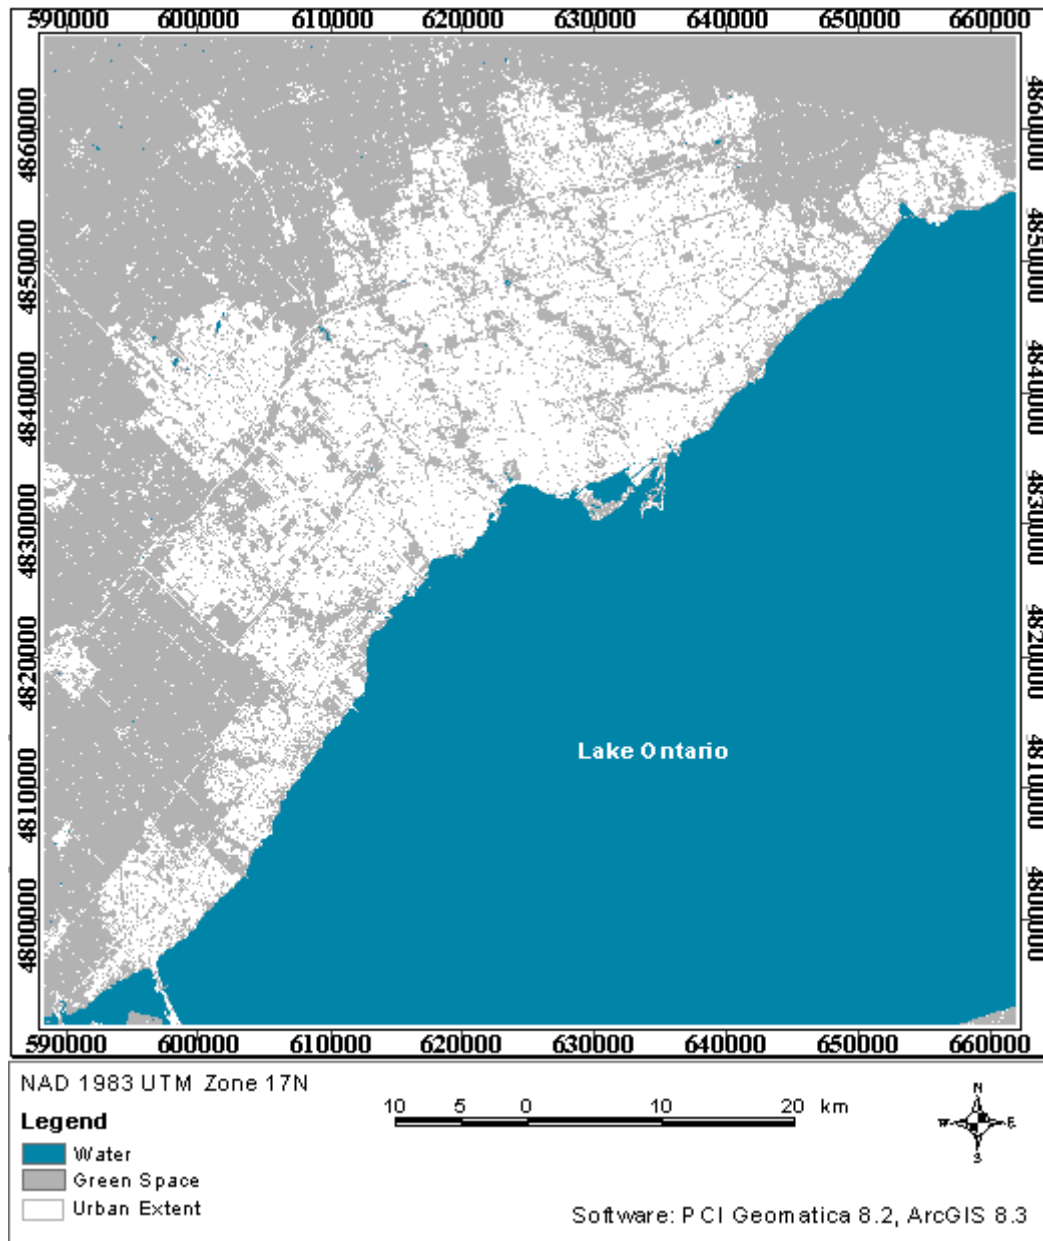 590000 600000 610000 620000 630000 640000 650000 660000
4860000
4850000
4840000
4830000
4820000
4810000
4800000
4860000
4850000
4840000
4830000
4820000
4810000
4800000
Lake Ontario
590000 600000 610000 620000 630000 640000 650000 660000
NAD 1983 UTM Zone 17N
Legend
Water
Green Space
Urban Extent
10 5 0 10 20 km
N
W E
S
Software: PCI Geomatica 8.2, ArcGIS 8.3